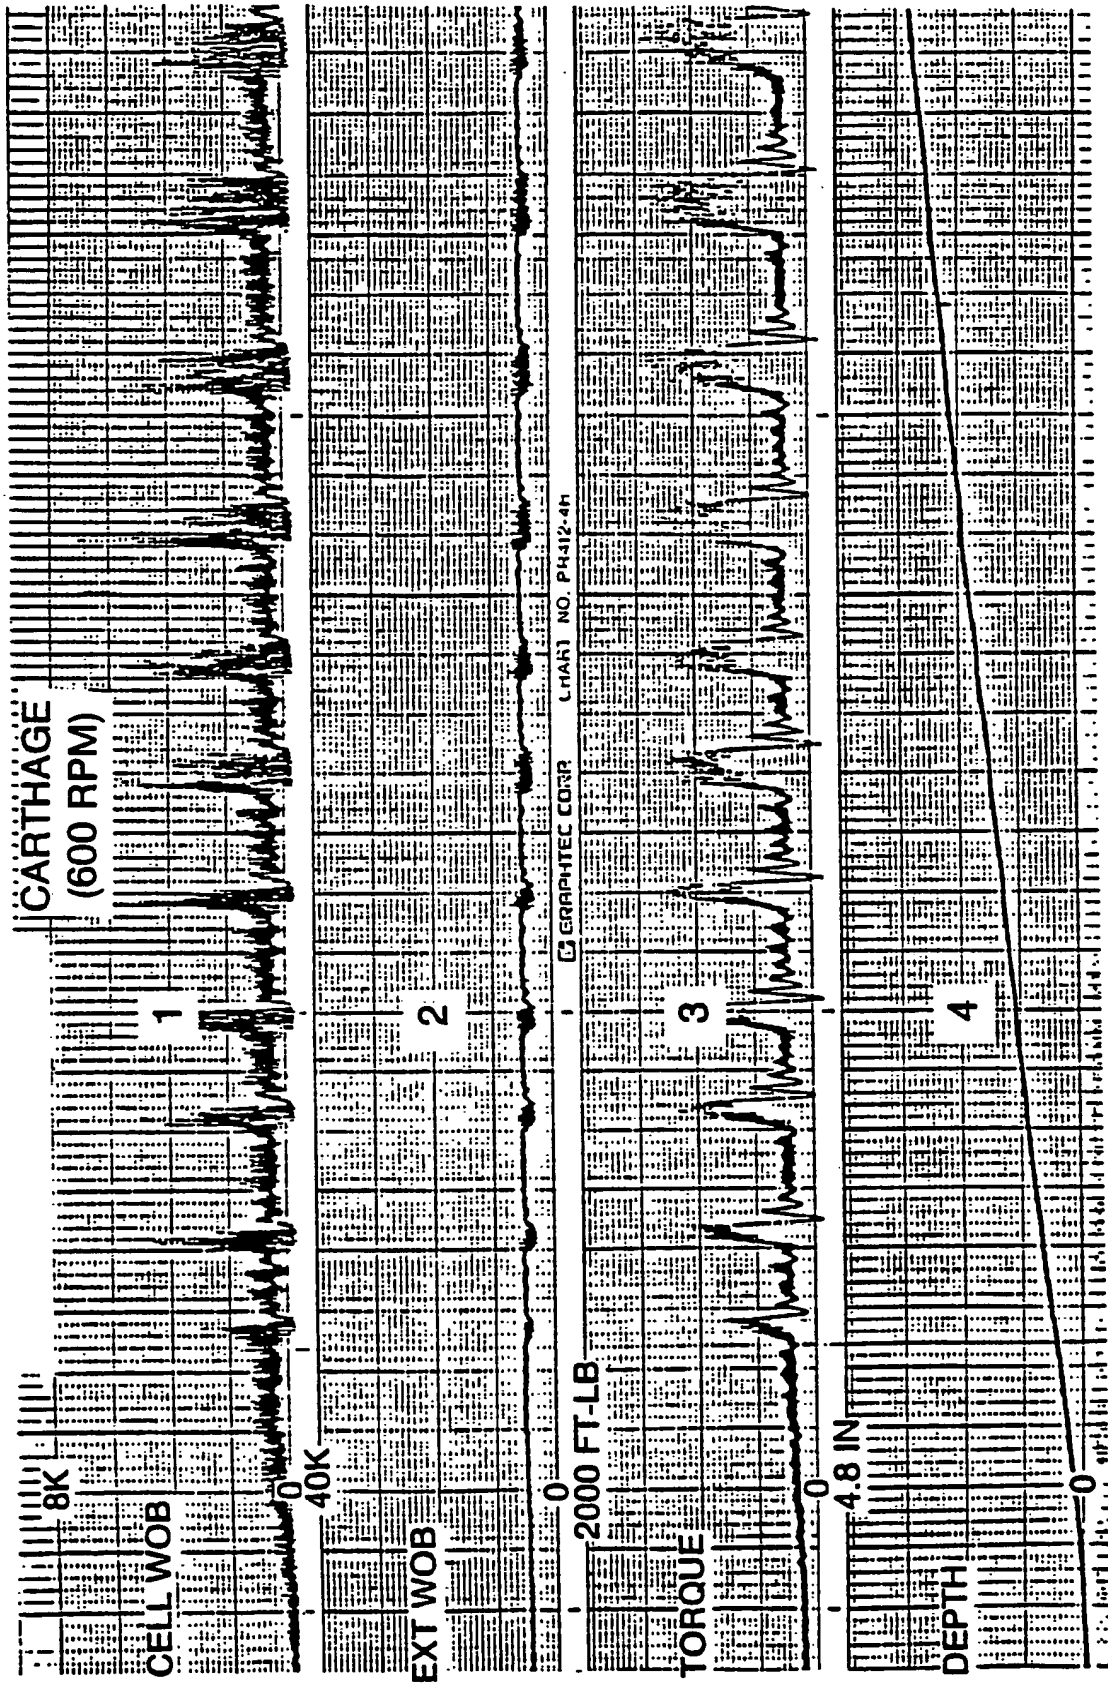 CARTHAGE
(600 RPM)
8K
CELL WOB
0
1
40K
EXT WOB
0
2
GRAPHTEC CORP
CHART NO. PH412-4H
2000 FT-LB
TORQUE
0
3
4.8 IN
DEPTH
0
4